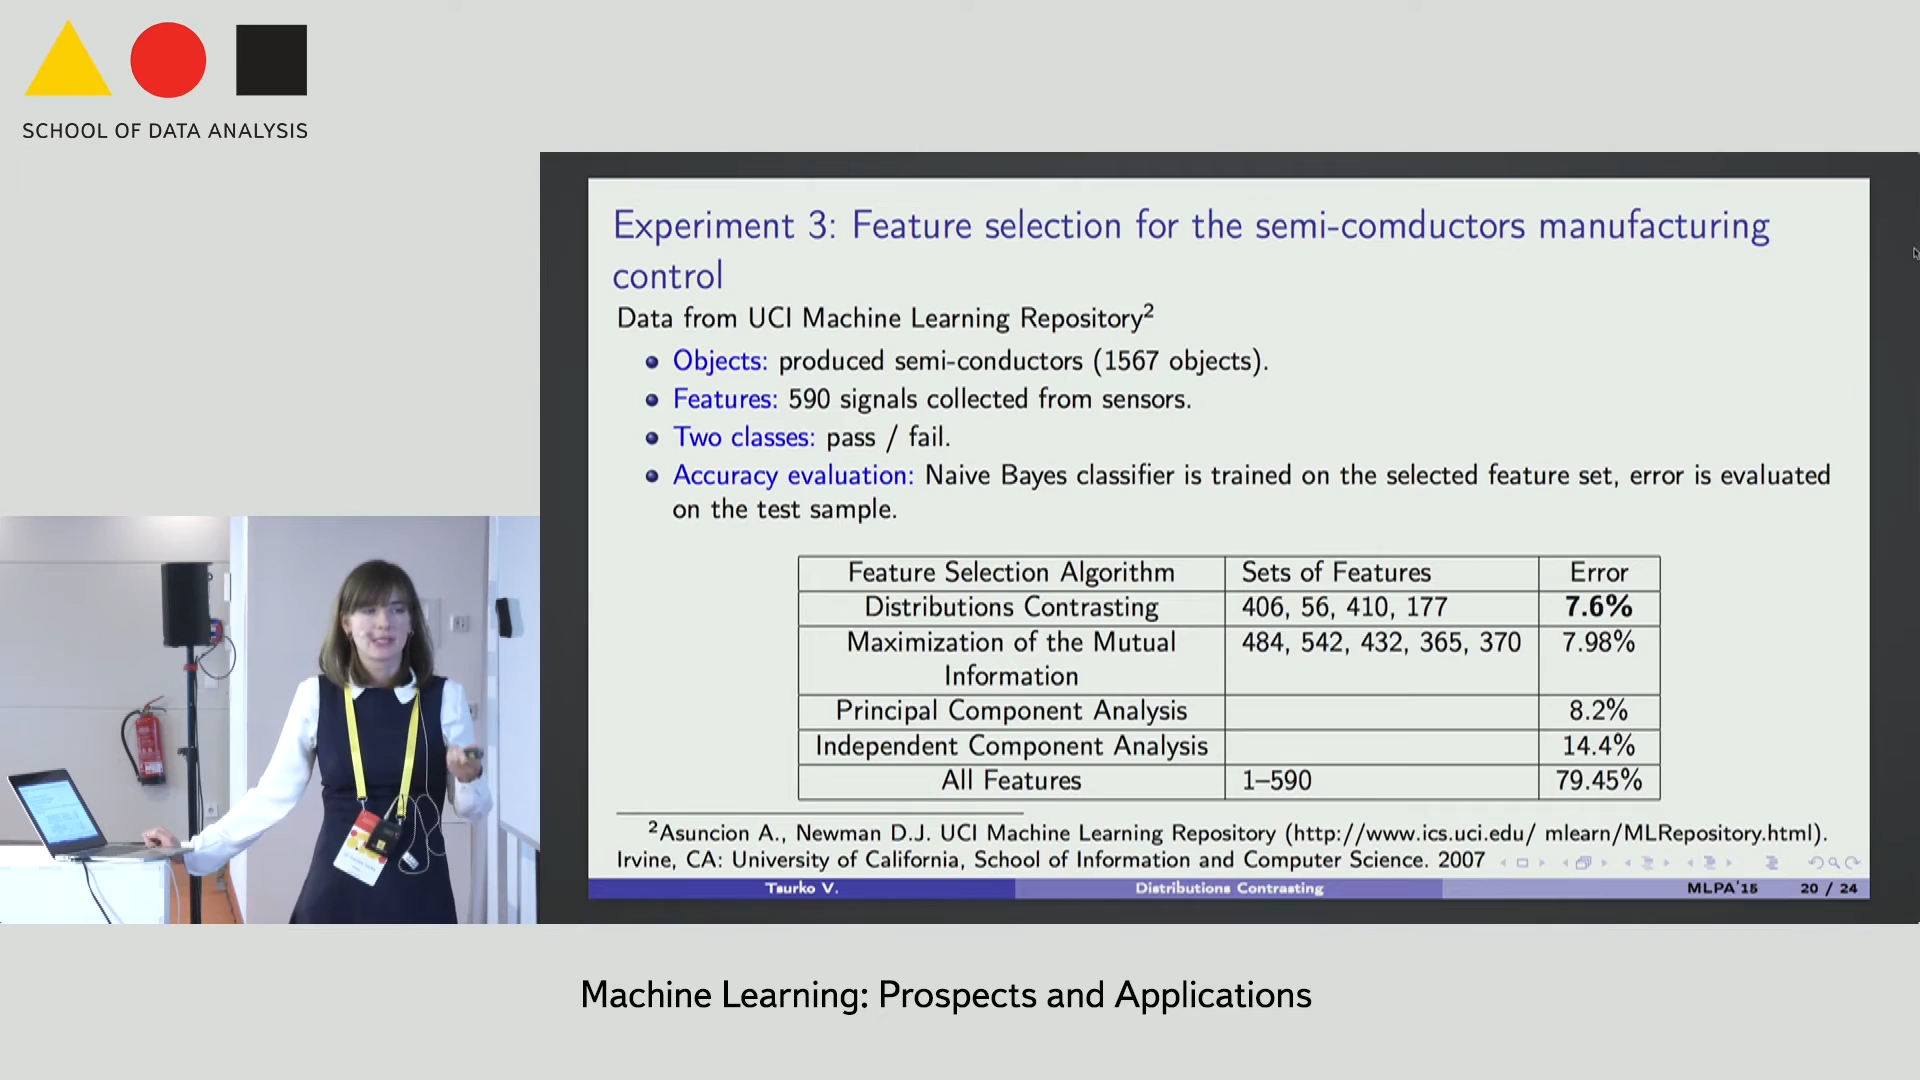 SCHOOL OF DATA ANALYSIS
Experiment 3: Feature selection for the semi-comductors manufacturing
control
Data from UCI Machine Learning Repository²
Objects: produced semi-conductors (1567 objects).
Features: 590 signals collected from sensors.
Two classes: pass / fail.
Accuracy evaluation: Naive Bayes classifier is trained on the selected feature set, error is evaluated
on the test sample.
Feature Selection Algorithm Sets of Features Error
Distributions Contrasting 406, 56, 410, 177 7.6%
Maximization of the Mutual 484, 542, 432, 365, 370 7.98%
Information
Principal Component Analysis 8.2%
Independent Component Analysis 14.4%
All Features 1–590 79.45%
²Asuncion A., Newman D.J. UCI Machine Learning Repository (http://www.ics.uci.edu/ mlearn/MLRepository.html).
Irvine, CA: University of California, School of Information and Computer Science. 2007
Tsurko V. Distributions Contrasting MLPA'15 20 / 24
Machine Learning: Prospects and Applications